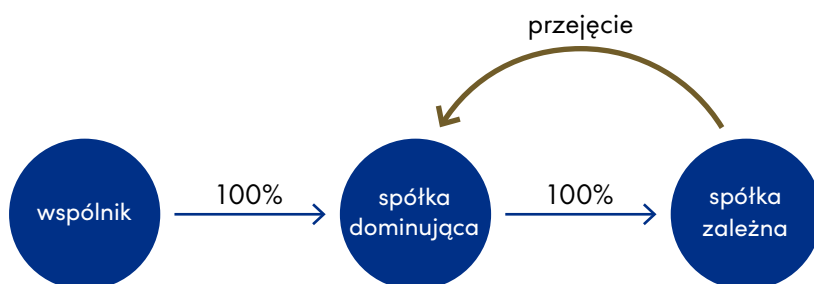 przejęcie
wspólnik
100%
spółka
dominująca
100%
spółka
zależna